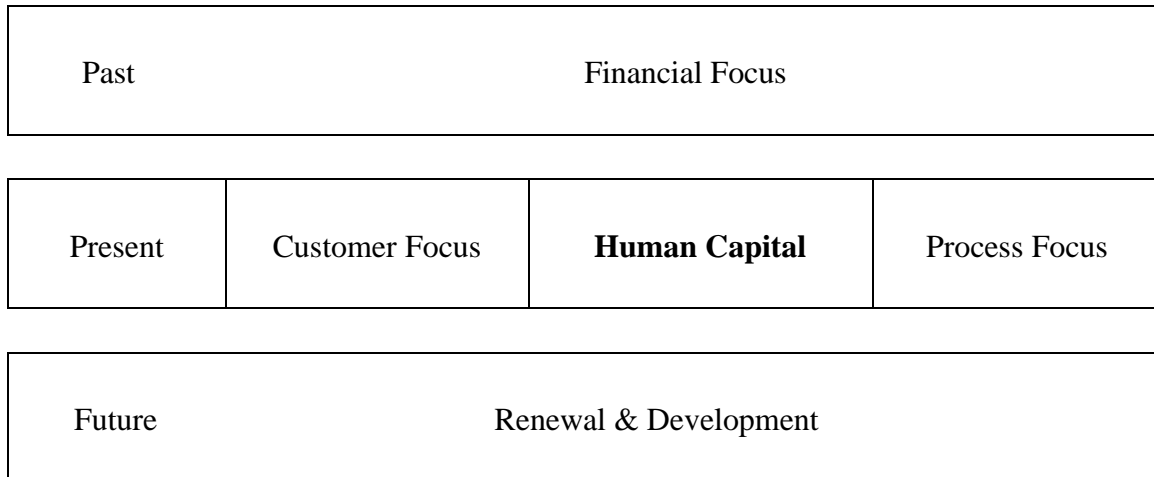 Past Financial Focus
Present Customer Focus Human Capital Process Focus
Future Renewal & Development